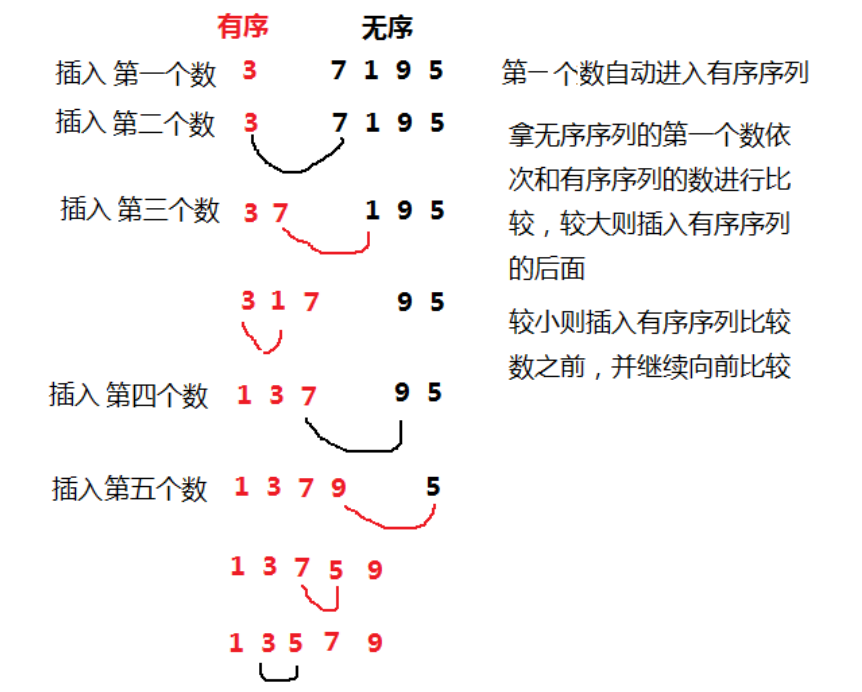 有序 无序
插入 第一个数 3 7 1 9 5 第一个数自动进入有序序列
插入 第二个数 3 7 1 9 5
拿无序序列的第一个数依
次和有序序列的数进行比
较，较大则插入有序序列
的后面
插入 第三个数 3 7 1 9 5
3 1 7 9 5
较小则插入有序序列比较
数之前，并继续向前比较
插入 第四个数 1 3 7 9 5
插入第五个数 1 3 7 9 5
1 3 7 5 9
1 3 5 7 9